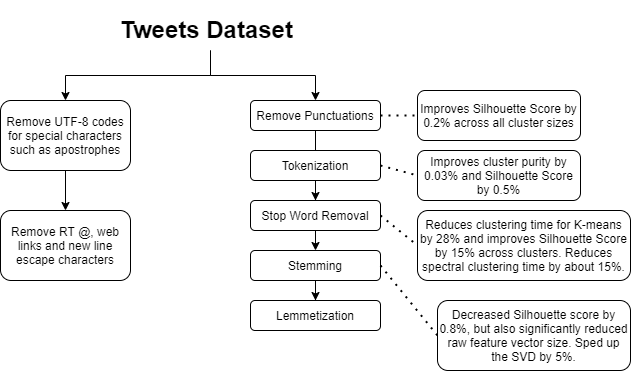 Tweets Dataset
Remove UTF-8 codes
for special characters
such as apostrophes
Remove RT @, web
links and new line
escape characters
Remove Punctuations
Improves Silhouette Score by
0.2% across all cluster sizes
Tokenization
Improves cluster purity by
0.03% and Silhouette Score
by 0.5%
Stop Word Removal
Reduces clustering time for K-means
by 28% and improves Silhouette Score
by 15% across clusters. Reduces
spectral clustering time by about 15%.
Stemming
Decreased Silhouette score by
0.8%, but also significantly reduced
raw feature vector size. Sped up
the SVD by 5%.
Lemmetization